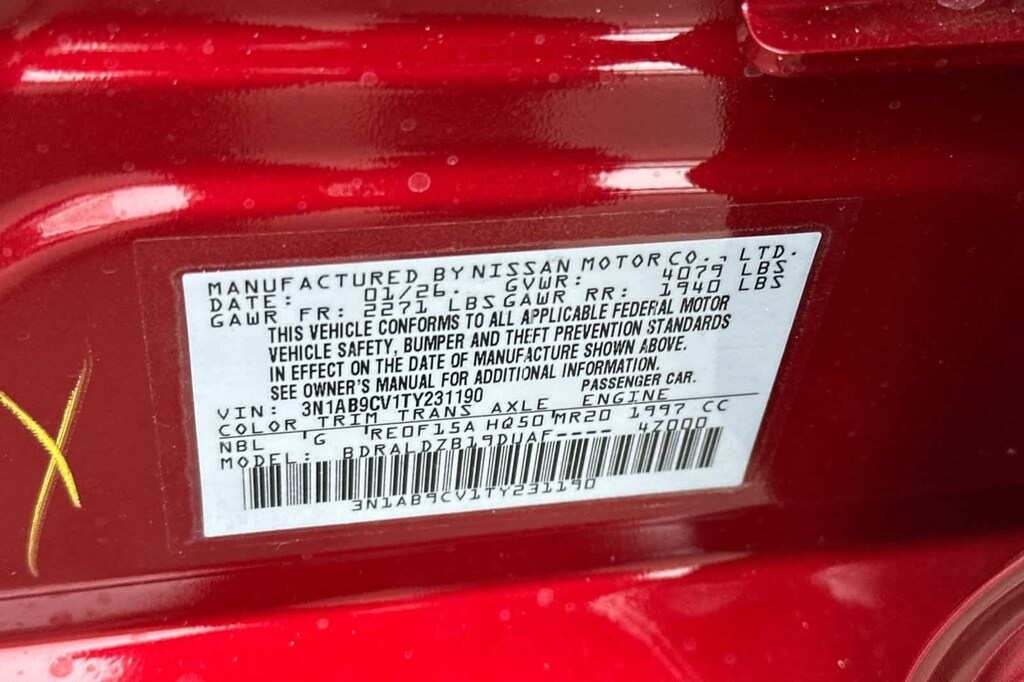 MANUFACTURED BY NISSAN MOTOR CO., LTD.
DATE: 01/26. GVWR: 4079 LBS
GAWR FR: 2271 LBS GAWR RR: 1940 LBS
THIS VEHICLE CONFORMS TO ALL APPLICABLE FEDERAL MOTOR
VEHICLE SAFETY, BUMPER AND THEFT PREVENTION STANDARDS
IN EFFECT ON THE DATE OF MANUFACTURE SHOWN ABOVE.
SEE OWNER'S MANUAL FOR ADDITIONAL INFORMATION.
VIN: 3N1AB9CV1TY231190 PASSENGER CAR.
COLOR TRIM TRANS AXLE ENGINE
NBL G RE0F15A HQ50 MR20 1997 CC
MODEL: BDRALDZB19DUAF---- 47000
3N1AB9CV1TY231190